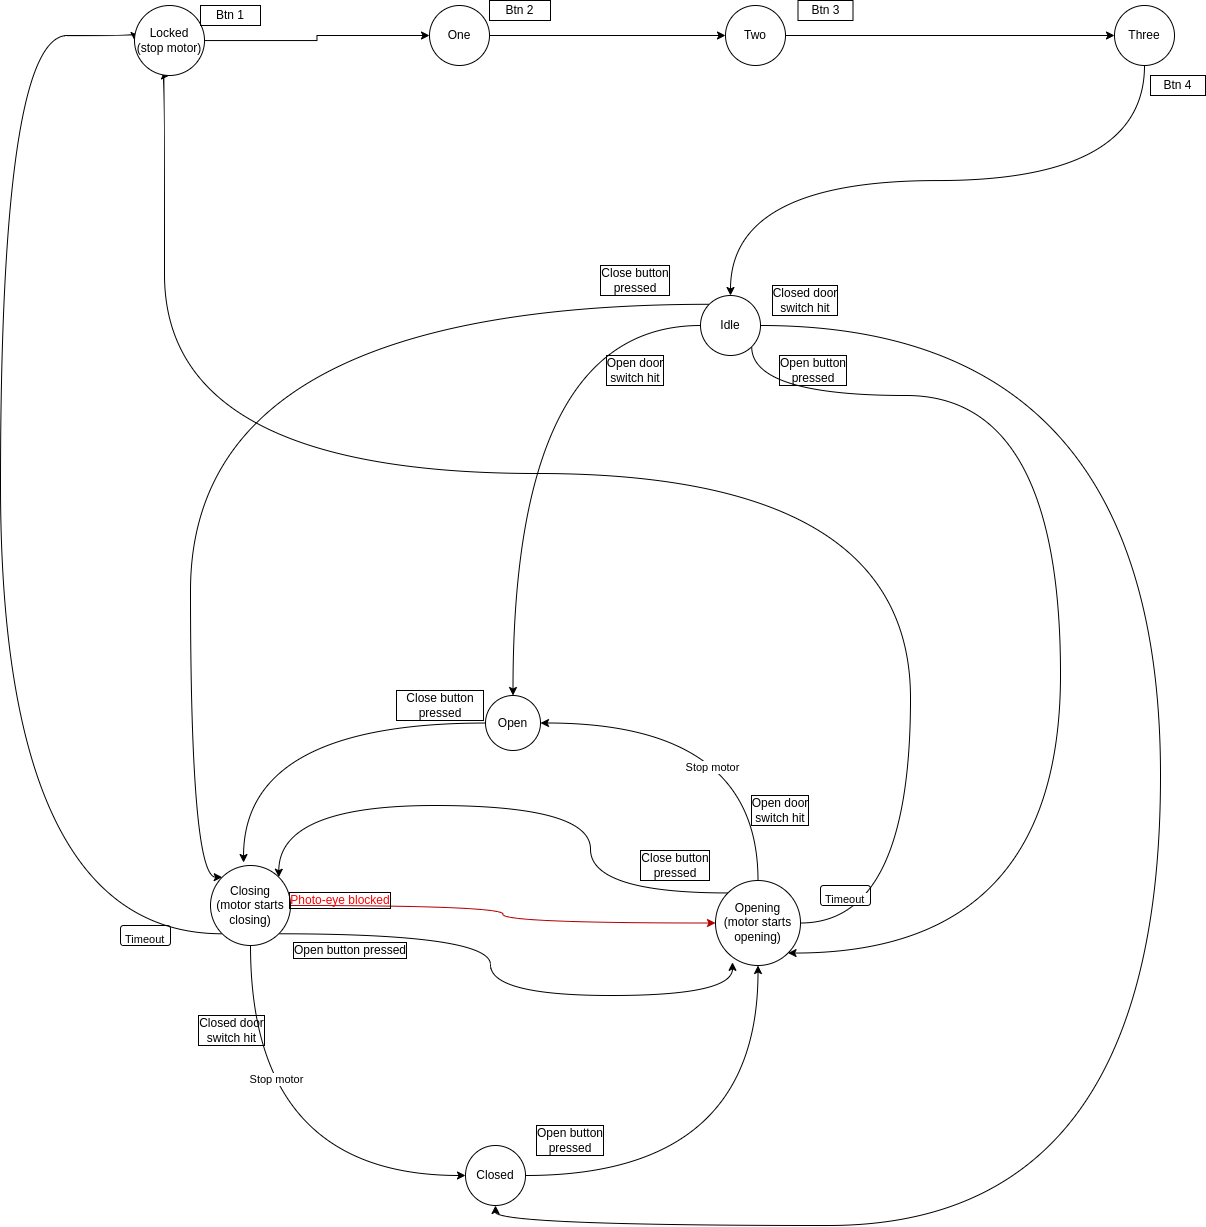 Btn 1
Btn 2
Btn 3
Locked
(stop motor)
One
Two
Three
Btn 4
Close button
pressed
Closed door
switch hit
Idle
Open door
switch hit
Open button
pressed
Close button
pressed
Open
Stop motor
Open door
switch hit
Close button
pressed
Closing
(motor starts
closing)
Photo-eye blocked
Timeout
Opening
(motor starts
opening)
Timeout
Open button pressed
Closed door
switch hit
Stop motor
Open button
pressed
Closed